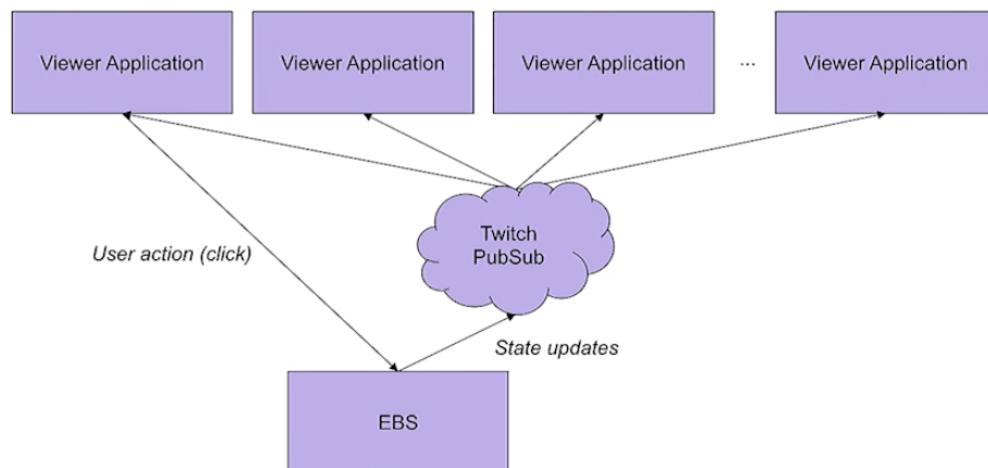 Viewer Application
Viewer Application
Viewer Application
...
Viewer Application
Twitch
PubSub
User action (click)
State updates
EBS